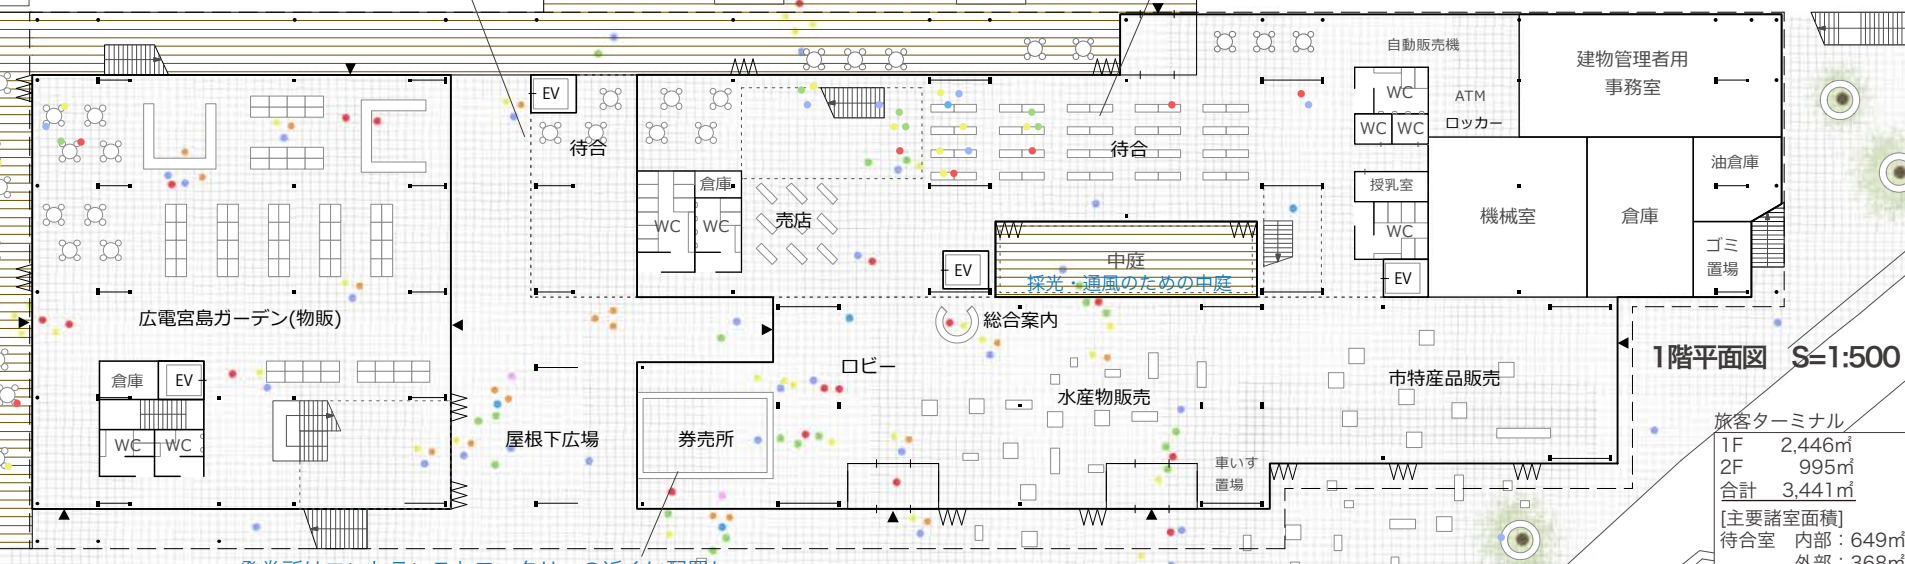 自動販売機
建物管理者用
事務室
EV
WC
ATM
WC WC
ロッカー
待合
待合
油倉庫
倉庫
授乳室
WC
WC
売店
機械室
倉庫
WC
ゴミ
置場
中庭
EV
採光・通風のための中庭
EV
広電宮島ガーデン(物販)
総合案内
1階平面図 S=1:500
ロビー
倉庫
EV
市特産品販売
水産物販売
旅客ターミナル
屋根下広場
券売所
WC
WC
1F 2,446㎡
2F 995㎡
合計 3,441㎡
車いす
置場
[主要諸室面積]
待合室 内部：649㎡
外部：368㎡